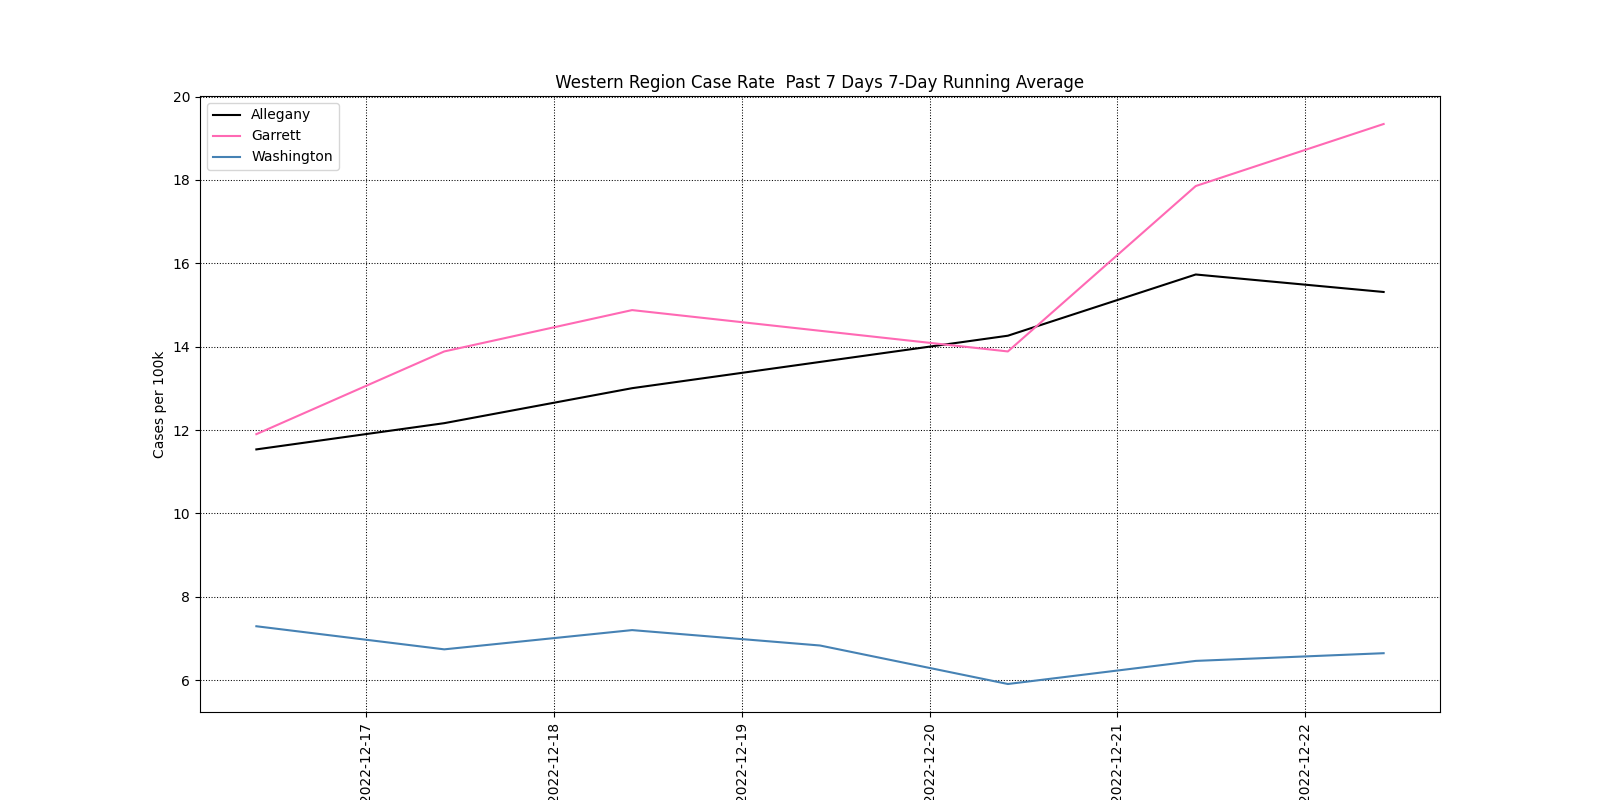 Western Region Case Rate  Past 7 Days 7-Day Running Average
Allegany
Garrett
Washington
Cases per 100k
20
18
16
14
12
10
8
6
2022-12-17
2022-12-18
2022-12-19
2022-12-20
2022-12-21
2022-12-22